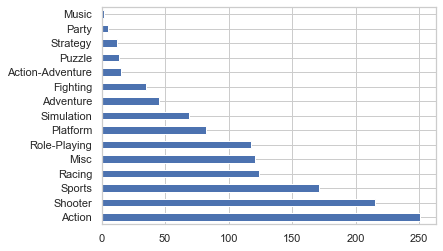 Music
Party
Strategy
Puzzle
Action-Adventure
Fighting
Adventure
Simulation
Platform
Role-Playing
Misc
Racing
Sports
Shooter
Action
0 50 100 150 200 250